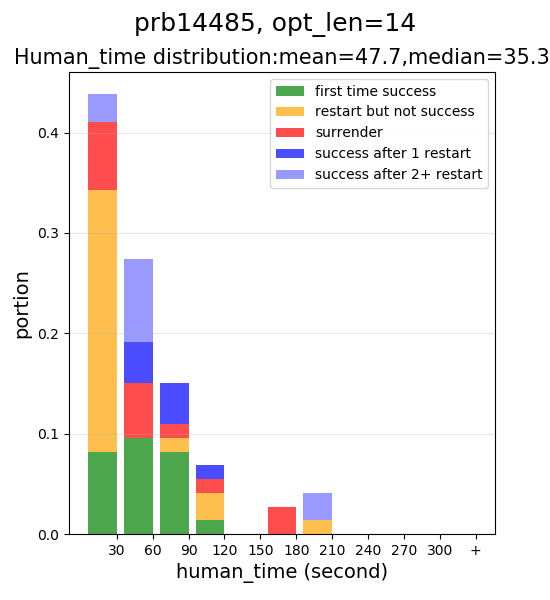 prb14485, opt_len=14
Human_time distribution:mean=47.7,median=35.3
first time success
restart but not success
surrender
success after 1 restart
success after 2+ restart
0.4
0.3
0.2
0.1
0.0
portion
30 60 90 120 150 180 210 240 270 300 +
human_time (second)